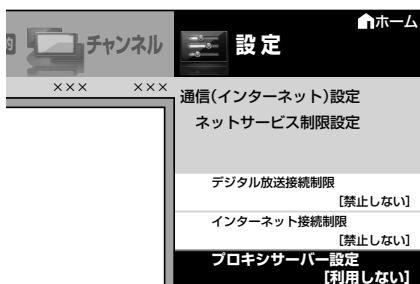 チャンネル
設定
ホーム
×××　×××
通信(インターネット)設定
ネットサービス制限設定
デジタル放送接続制限
[禁止しない]
インターネット接続制限
[禁止しない]
プロキシサーバー設定
[利用しない]